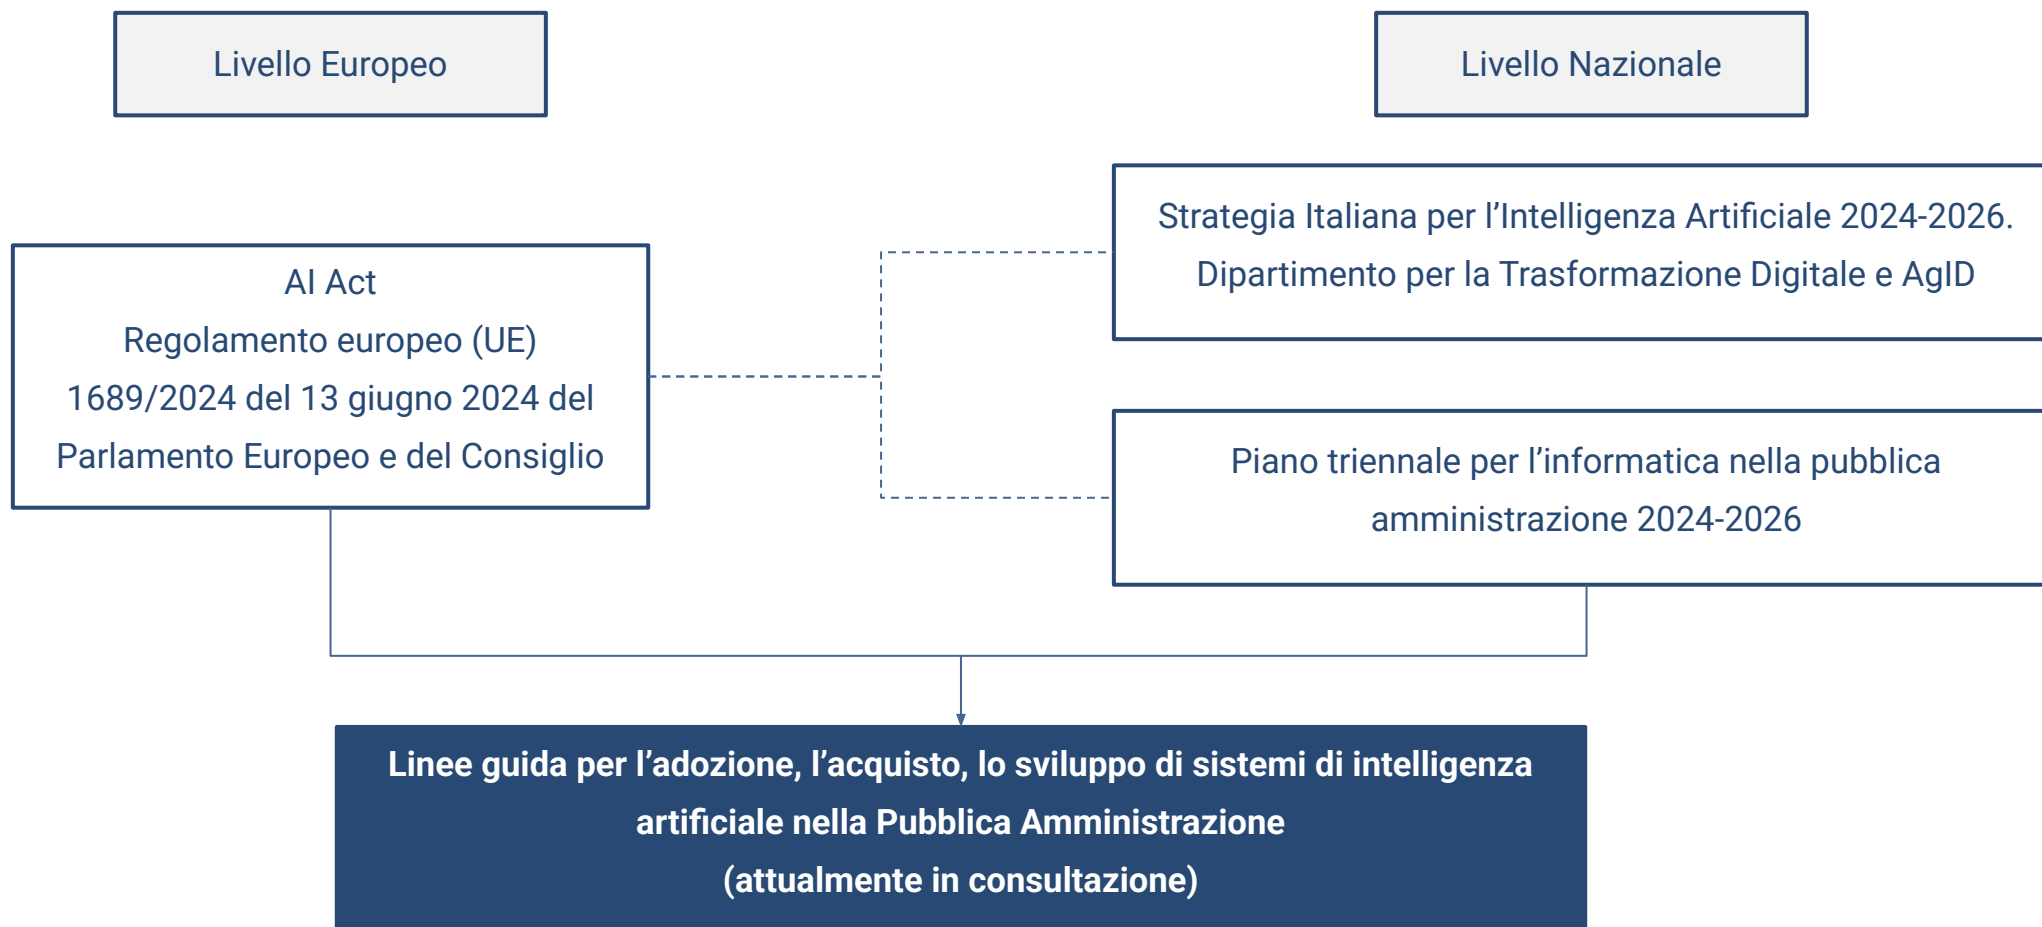 Livello Europeo
Livello Nazionale
AI Act
Regolamento europeo (UE)
1689/2024 del 13 giugno 2024 del
Parlamento Europeo e del Consiglio
Strategia Italiana per l’Intelligenza Artificiale 2024-2026.
Dipartimento per la Trasformazione Digitale e AgID
Piano triennale per l’informatica nella pubblica
amministrazione 2024-2026
Linee guida per l’adozione, l’acquisto, lo sviluppo di sistemi di intelligenza
artificiale nella Pubblica Amministrazione
(attualmente in consultazione)